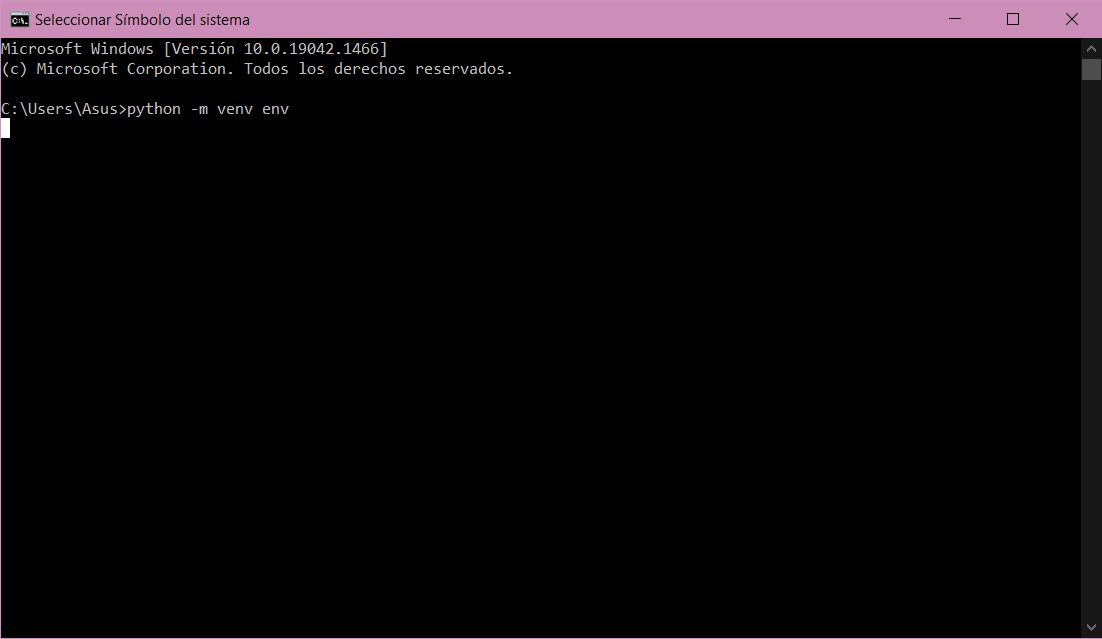 Seleccionar Símbolo del sistema
Microsoft Windows [Versión 10.0.19042.1466]
(c) Microsoft Corporation. Todos los derechos reservados.
C:\Users\Asus>python -m venv env